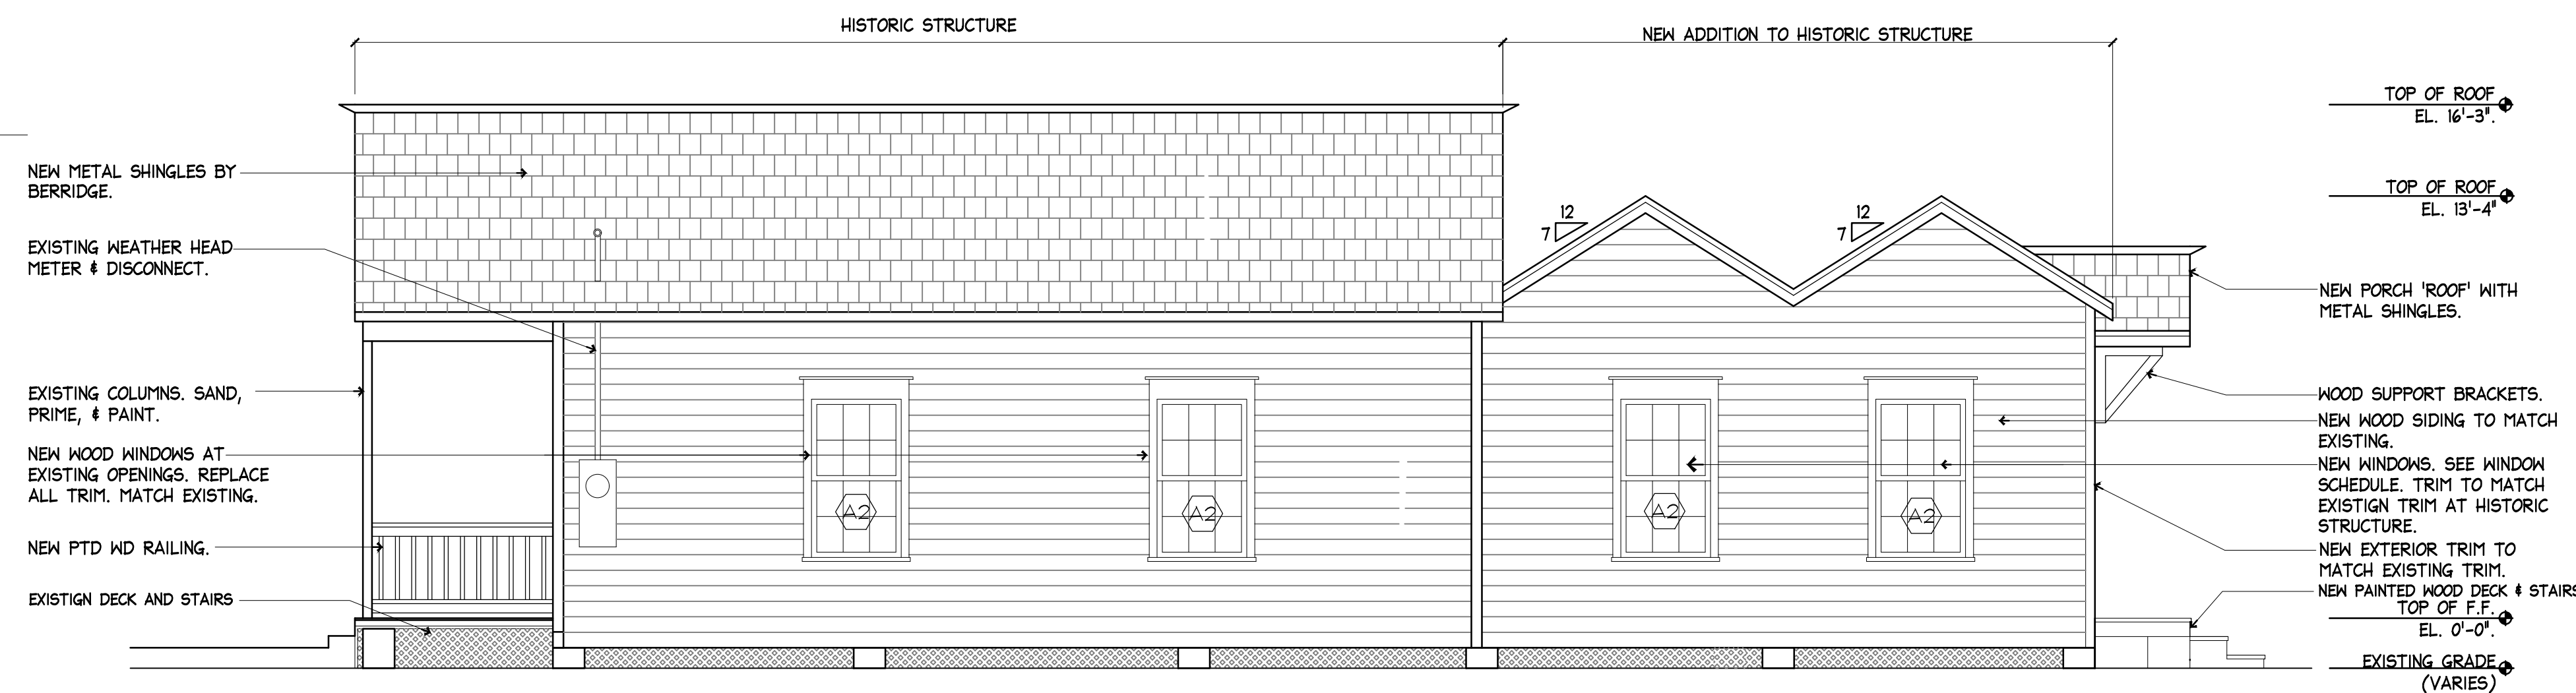 HISTORIC STRUCTURE
NEW ADDITION TO HISTORIC STRUCTURE
NEW METAL SHINGLES BY
BERRIDGE.
EXISTING WEATHER HEAD
METER & DISCONNECT.
EXISTING COLUMNS. SAND,
PRIME, & PAINT.
NEW WOOD WINDOWS AT
EXISTING OPENINGS. REPLACE
ALL TRIM. MATCH EXISTING.
NEW PTD WD RAILING.
EXISTIGN DECK AND STAIRS
12
7
12
7
A2
A2
A2
A2
TOP OF ROOF
EL. 16'-3".
TOP OF ROOF
EL. 13'-4"
NEW PORCH 'ROOF' WITH
METAL SHINGLES.
WOOD SUPPORT BRACKETS.
NEW WOOD SIDING TO MATCH
EXISTING.
NEW WINDOWS. SEE WINDOW
SCHEDULE. TRIM TO MATCH
EXISTIGN TRIM AT HISTORIC
STRUCTURE.
NEW EXTERIOR TRIM TO
MATCH EXISTING TRIM.
NEW PAINTED WOOD DECK & STAIRS
TOP OF F.F.
EL. 0'-0".
EXISTING GRADE
(VARIES)